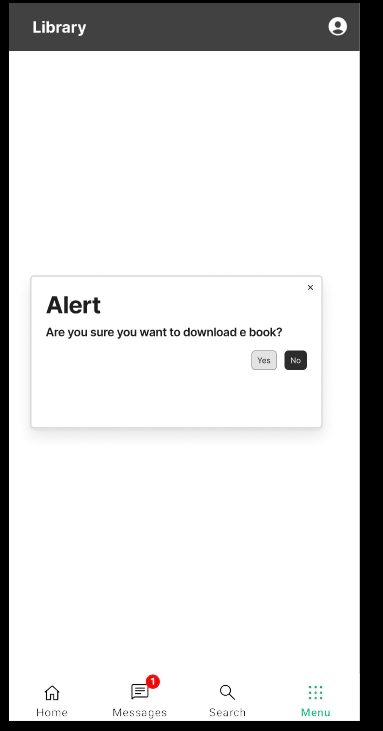 Library
×
Alert
Are you sure you want to download e book?
Yes No
1
Home Messages Search Menu